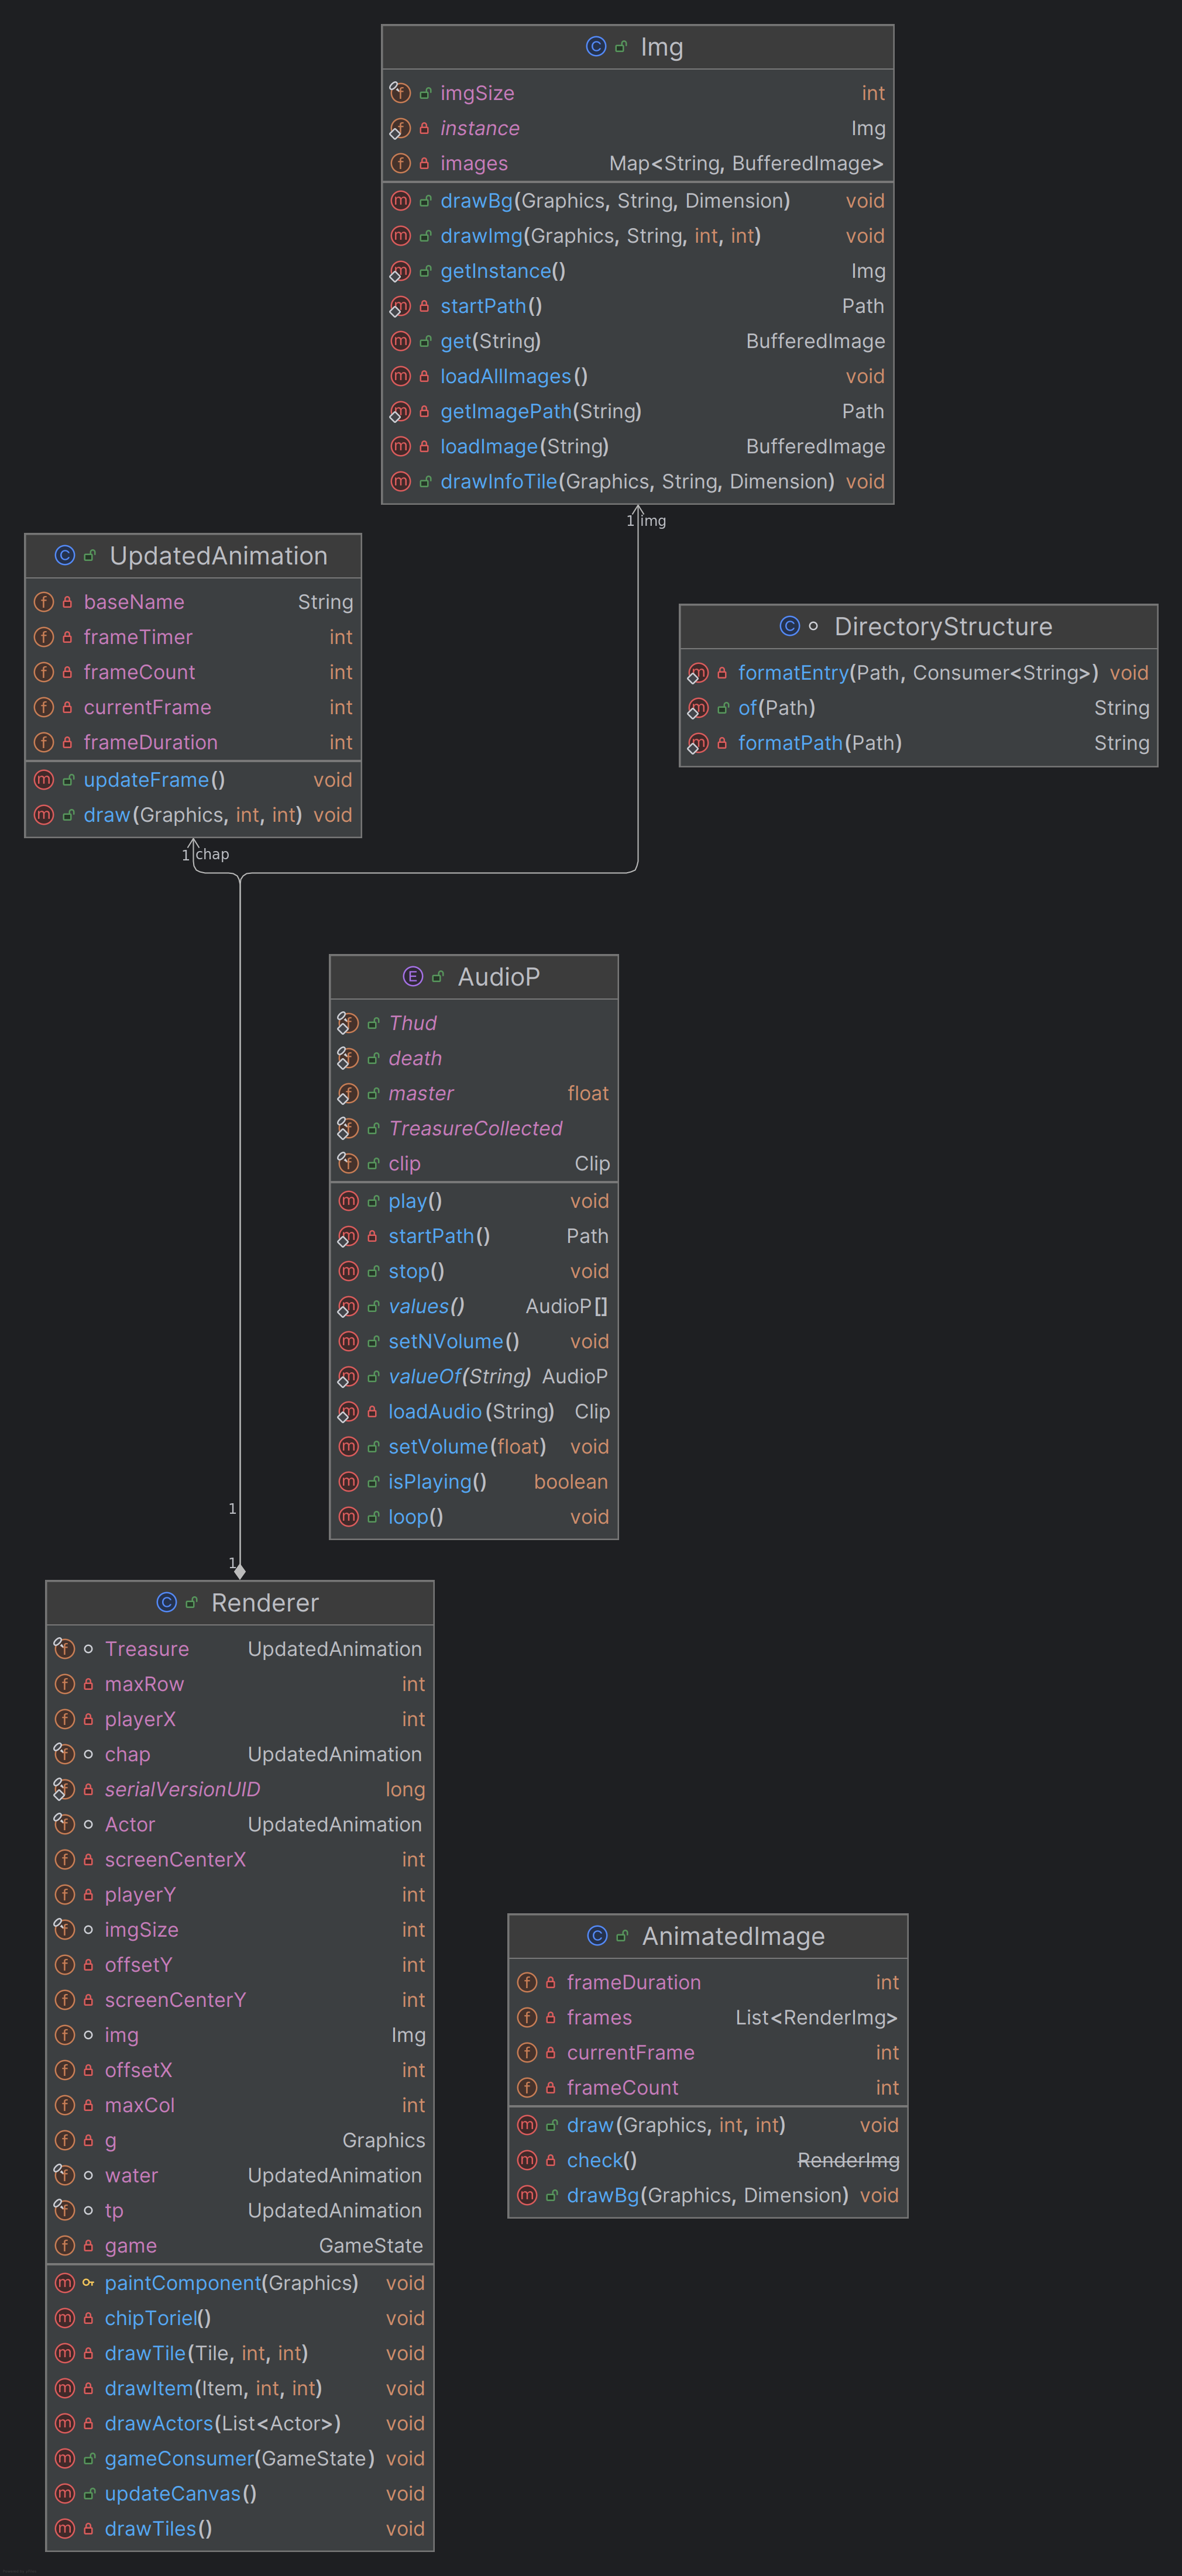 Img
imgSize int
instance Img
images Map<String, BufferedImage>
drawBg(Graphics, String, Dimension) void
drawImg(Graphics, String, int, int) void
getInstance() Img
startPath() Path
get(String) BufferedImage
loadAllImages() void
getImagePath(String) Path
loadImage(String) BufferedImage
drawInfoTile(Graphics, String, Dimension) void
1 img
UpdatedAnimation
baseName String
frameTimer int
frameCount int
currentFrame int
frameDuration int
updateFrame() void
draw(Graphics, int, int) void
1 chap
DirectoryStructure
formatEntry(Path, Consumer<String>) void
of(Path) String
formatPath(Path) String
AudioP
Thud
death
master float
TreasureCollected
clip Clip
play() void
startPath() Path
stop() void
values() AudioP[]
setNVolume() void
valueOf(String) AudioP
loadAudio(String) Clip
setVolume(float) void
isPlaying() boolean
loop() void
1
1
Renderer
Treasure UpdatedAnimation
maxRow int
playerX int
chap UpdatedAnimation
serialVersionUID long
Actor UpdatedAnimation
screenCenterX int
playerY int
imgSize int
offsetY int
screenCenterY int
img Img
offsetX int
maxCol int
g Graphics
water UpdatedAnimation
tp UpdatedAnimation
game GameState
paintComponent(Graphics) void
chipToriel() void
drawTile(Tile, int, int) void
drawItem(Item, int, int) void
drawActors(List<Actor>) void
gameConsumer(GameState) void
updateCanvas() void
drawTiles() void
AnimatedImage
frameDuration int
frames List<RenderImg>
currentFrame int
frameCount int
draw(Graphics, int, int) void
check() RenderImg
drawBg(Graphics, Dimension) void